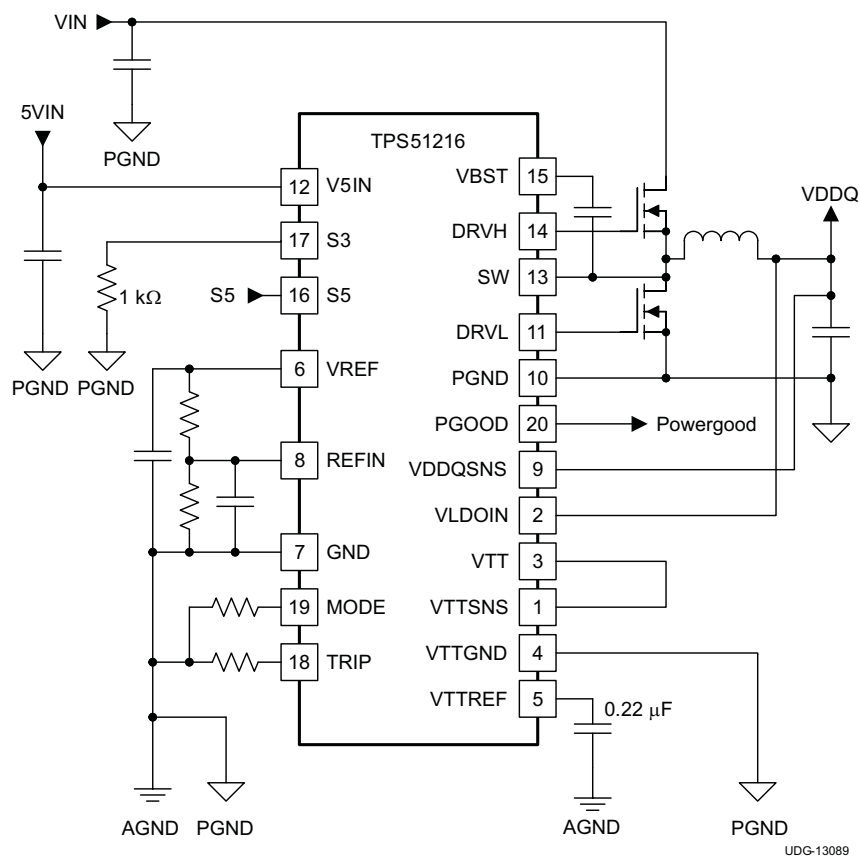 VIN
5VIN
PGND
TPS51216
12 V5IN
17 S3
1 kΩ
S5 16 S5
PGND PGND
6 VREF
8 REFIN
7 GND
19 MODE
18 TRIP
AGND PGND
VBST 15
DRVH 14
SW 13
DRVL 11
PGND 10
PGOOD 20 Powergood
VDDQSNS 9
VLDOIN 2
VTT 3
VTTSNS 1
VTTGND 4
VTTREF 5
0.22 µF
VDDQ
AGND PGND
UDG-13089